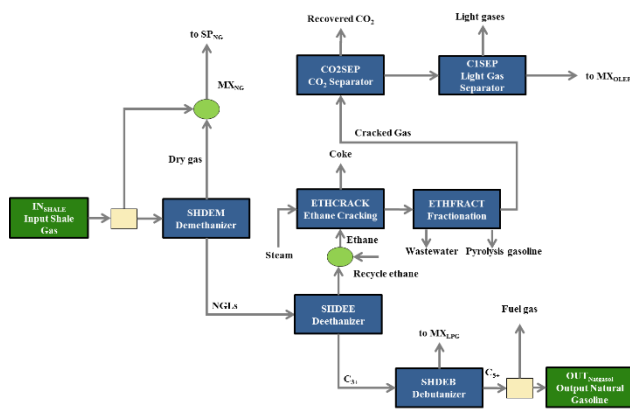 Recovered CO₂
Light gases
to SP_NG
MX_NG
CO2SEP
CO₂ Separator
C1SEP
Light Gas
Separator
to MX_OLEF
Cracked Gas
Dry gas
Coke
IN_SHALE
Input Shale
Gas
SHDEM
Demethanizer
ETHCRACK
Ethane Cracking
ETHFRACT
Fractionation
Steam
Ethane
Wastewater
Pyrolysis gasoline
Recycle ethane
NGLs
SHDEE
Deethanizer
Fuel gas
to MX_LPG
C₃₊
SHDEB
Debutanizer
C₅₊
OUT_Natgasol
Output Natural
Gasoline